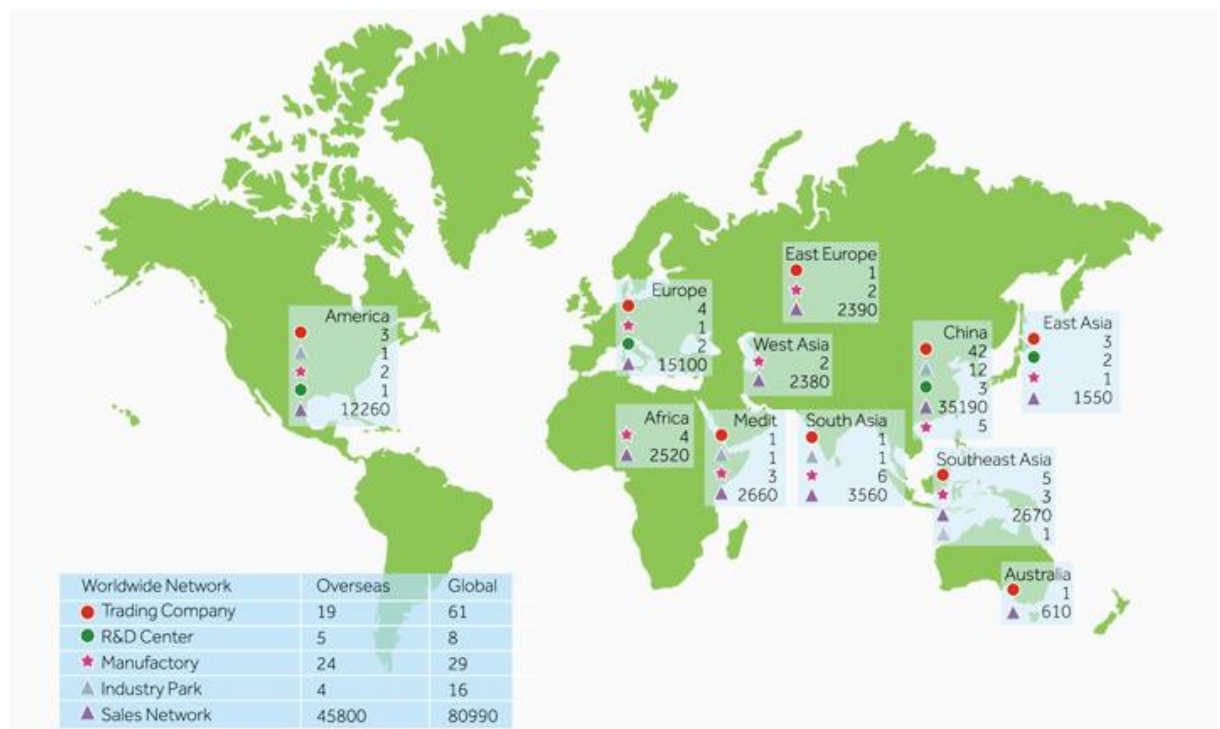 East Europe
1
2
2390
Europe
4
1
2
15100
America
3
1
2
1
12260
West Asia
2
2380
China
42
12
3
35190
5
East Asia
3
2
1
1550
Africa
4
2520
Medit
1
1
3
2660
South Asia
1
1
6
3560
Southeast Asia
5
3
2670
1
Australia
1
610
Worldwide Network Overseas Global
Trading Company 19 61
R&D Center 5 8
Manufactory 24 29
Industry Park 4 16
Sales Network 45800 80990